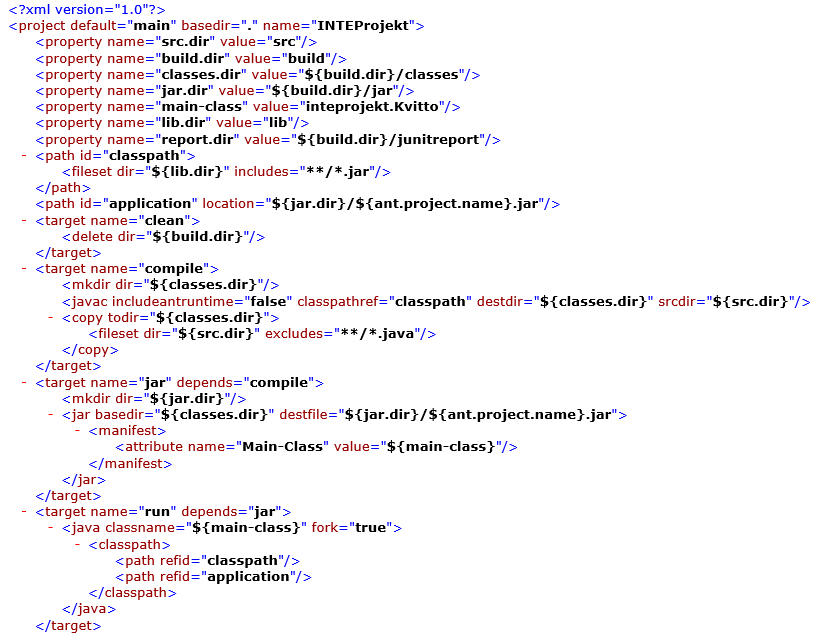 <?xml version="1.0"?>
<project default="main" basedir="." name="INTEProjekt">
<property name="src.dir" value="src"/>
<property name="build.dir" value="build"/>
<property name="classes.dir" value="${build.dir}/classes"/>
<property name="jar.dir" value="${build.dir}/jar"/>
<property name="main-class" value="inteprojekt.Kvitto"/>
<property name="lib.dir" value="lib"/>
<property name="report.dir" value="${build.dir}/junitreport"/>
- <path id="classpath">
<fileset dir="${lib.dir}" includes="**/*.jar"/>
</path>
<path id="application" location="${jar.dir}/${ant.project.name}.jar"/>
- <target name="clean">
<delete dir="${build.dir}"/>
</target>
- <target name="compile">
<mkdir dir="${classes.dir}"/>
<javac includeantruntime="false" classpathref="classpath" destdir="${classes.dir}" srcdir="${src.dir}"/>
- <copy todir="${classes.dir}">
<fileset dir="${src.dir}" excludes="**/*.java"/>
</copy>
</target>
- <target name="jar" depends="compile">
<mkdir dir="${jar.dir}"/>
- <jar basedir="${classes.dir}" destfile="${jar.dir}/${ant.project.name}.jar">
- <manifest>
<attribute name="Main-Class" value="${main-class}"/>
</manifest>
</jar>
</target>
- <target name="run" depends="jar">
- <java classname="${main-class}" fork="true">
- <classpath>
<path refid="classpath"/>
<path refid="application"/>
</classpath>
</java>
</target>